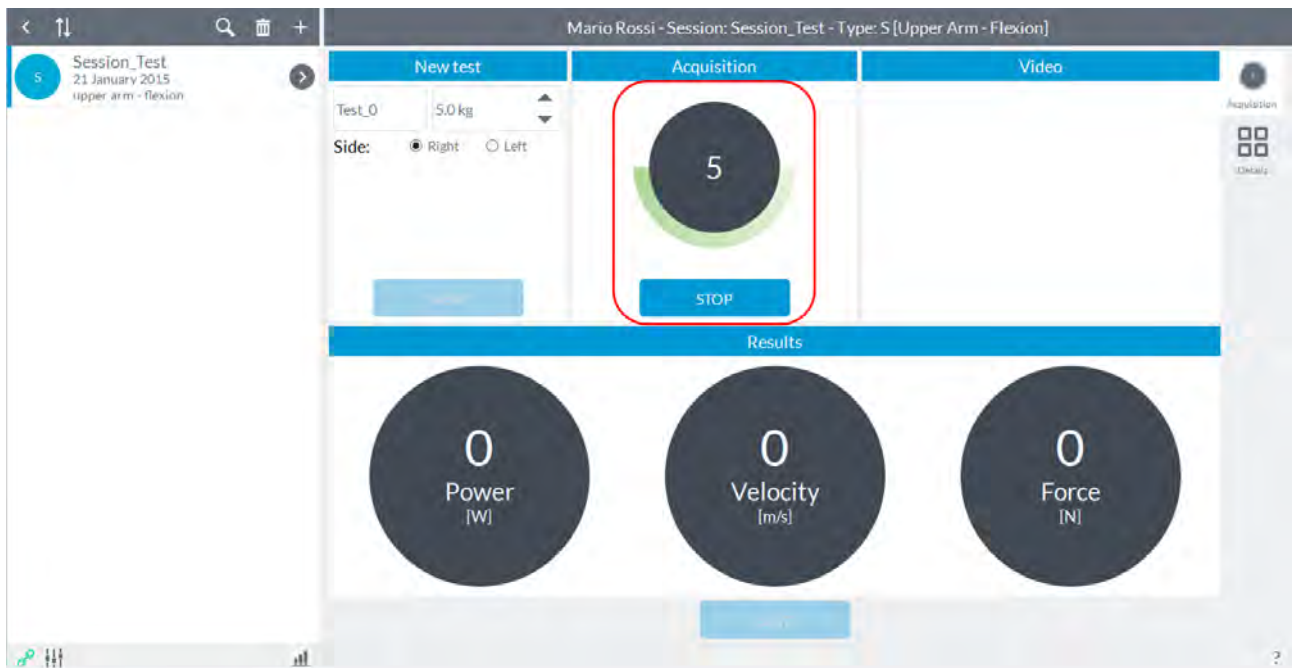 Mario Rossi - Session: Session_Test - Type: S [Upper Arm - Flexion]
S
Session_Test
21 January 2015
upper arm - flexion
New test
Acquisition
Video
Test_0
5.0 kg
Side:
Right
Left
5
STOP
Acquisition
Details
Results
0
Power
[W]
0
Velocity
[m/s]
0
Force
[N]
?